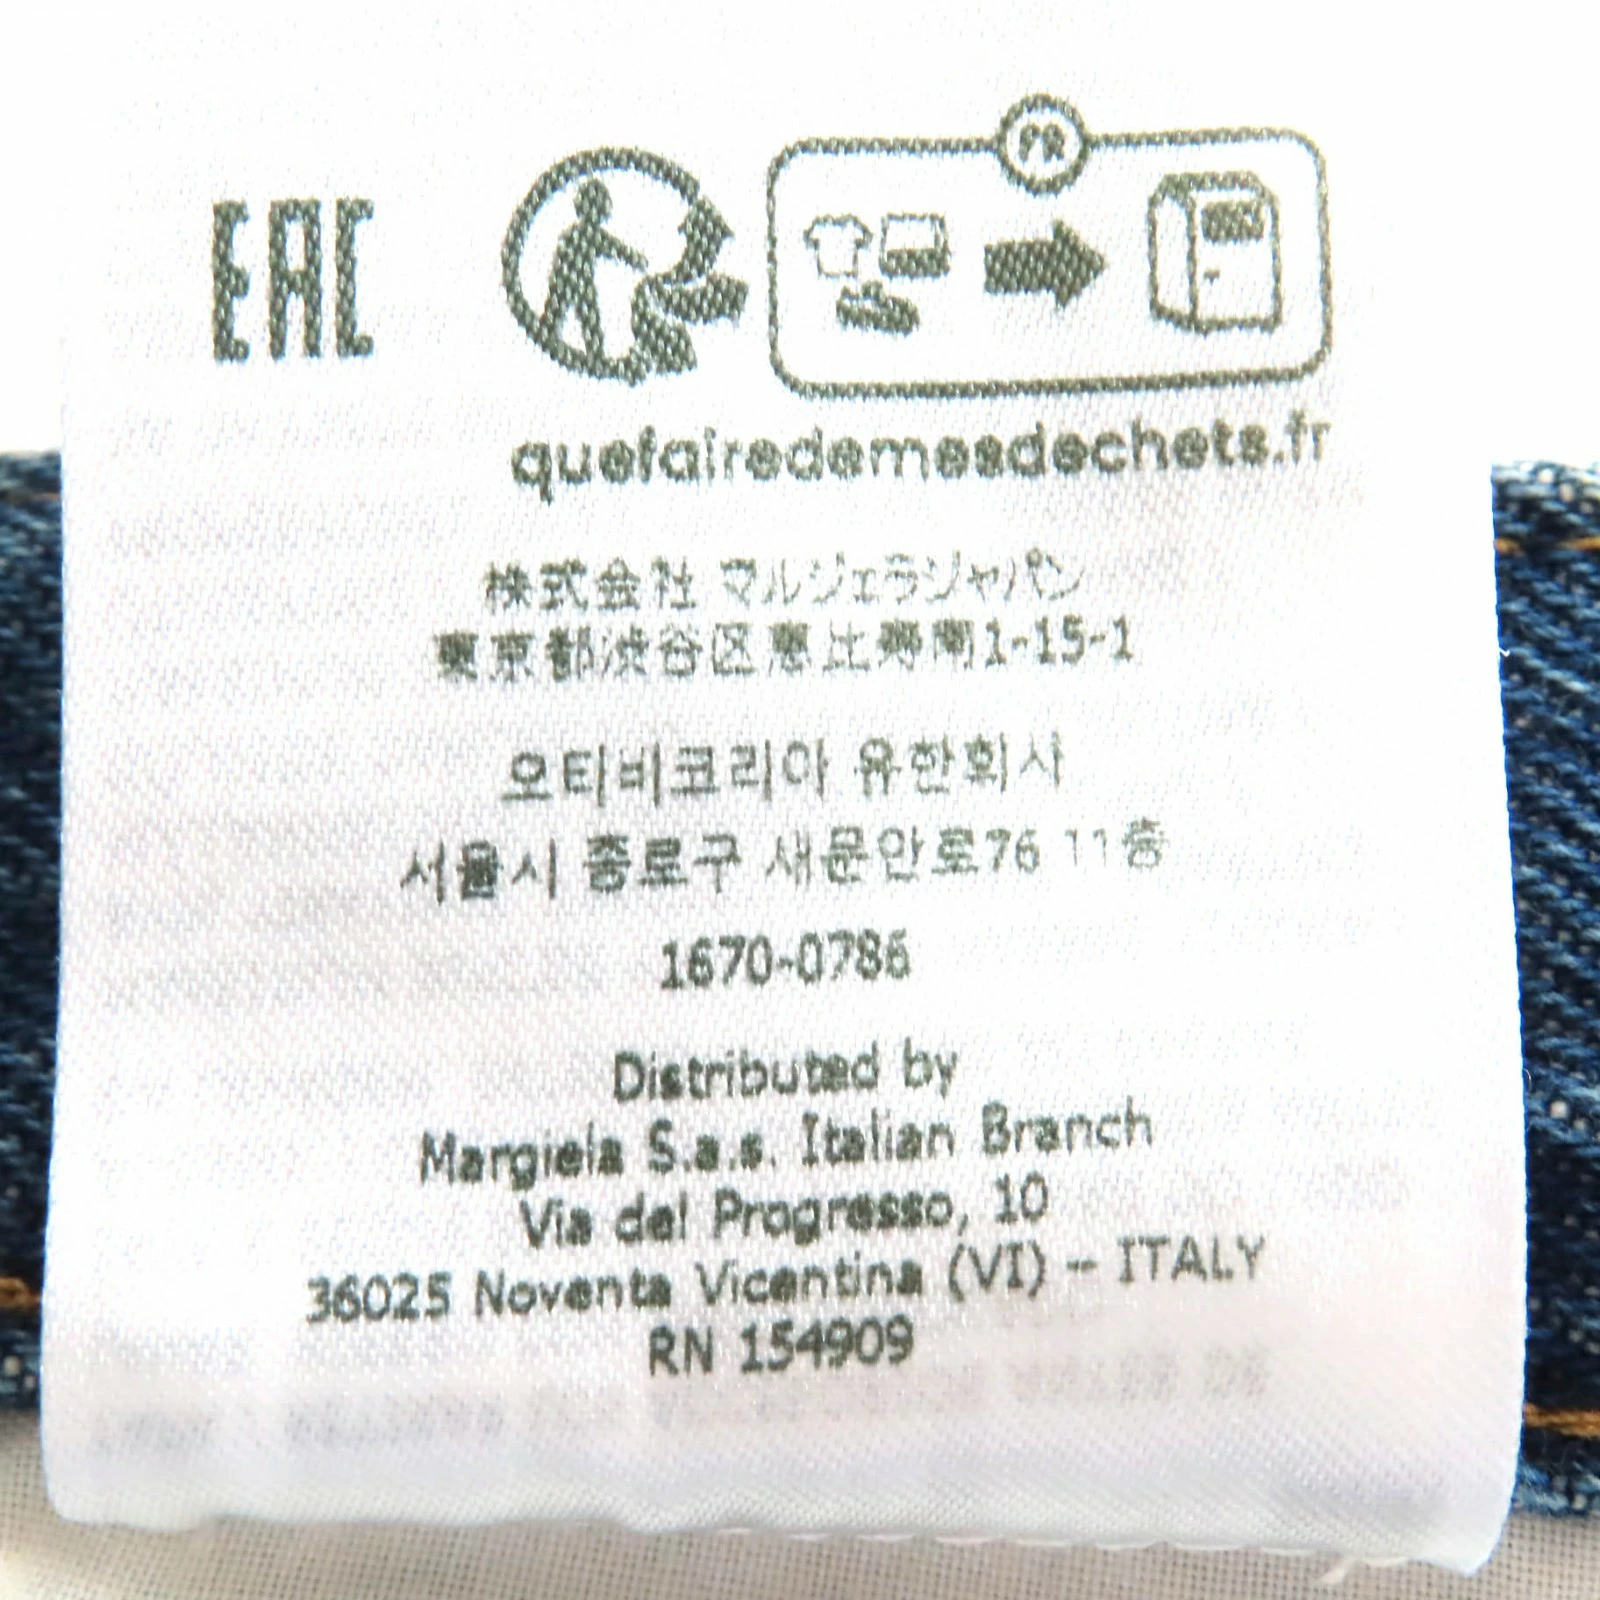 EAC
FR
quefairedemesdechets.fr
株式会社 マルジェラジャパン
東京都渋谷区恵比寿南1-15-1
오티비코리아 유한회사
서울시 종로구 새문안로76 11층
1670-0786
Distributed by
Margiela S.a.s. Italian Branch
Via del Progresso, 10
36025 Noventa Vicentina (VI) - ITALY
RN 154909